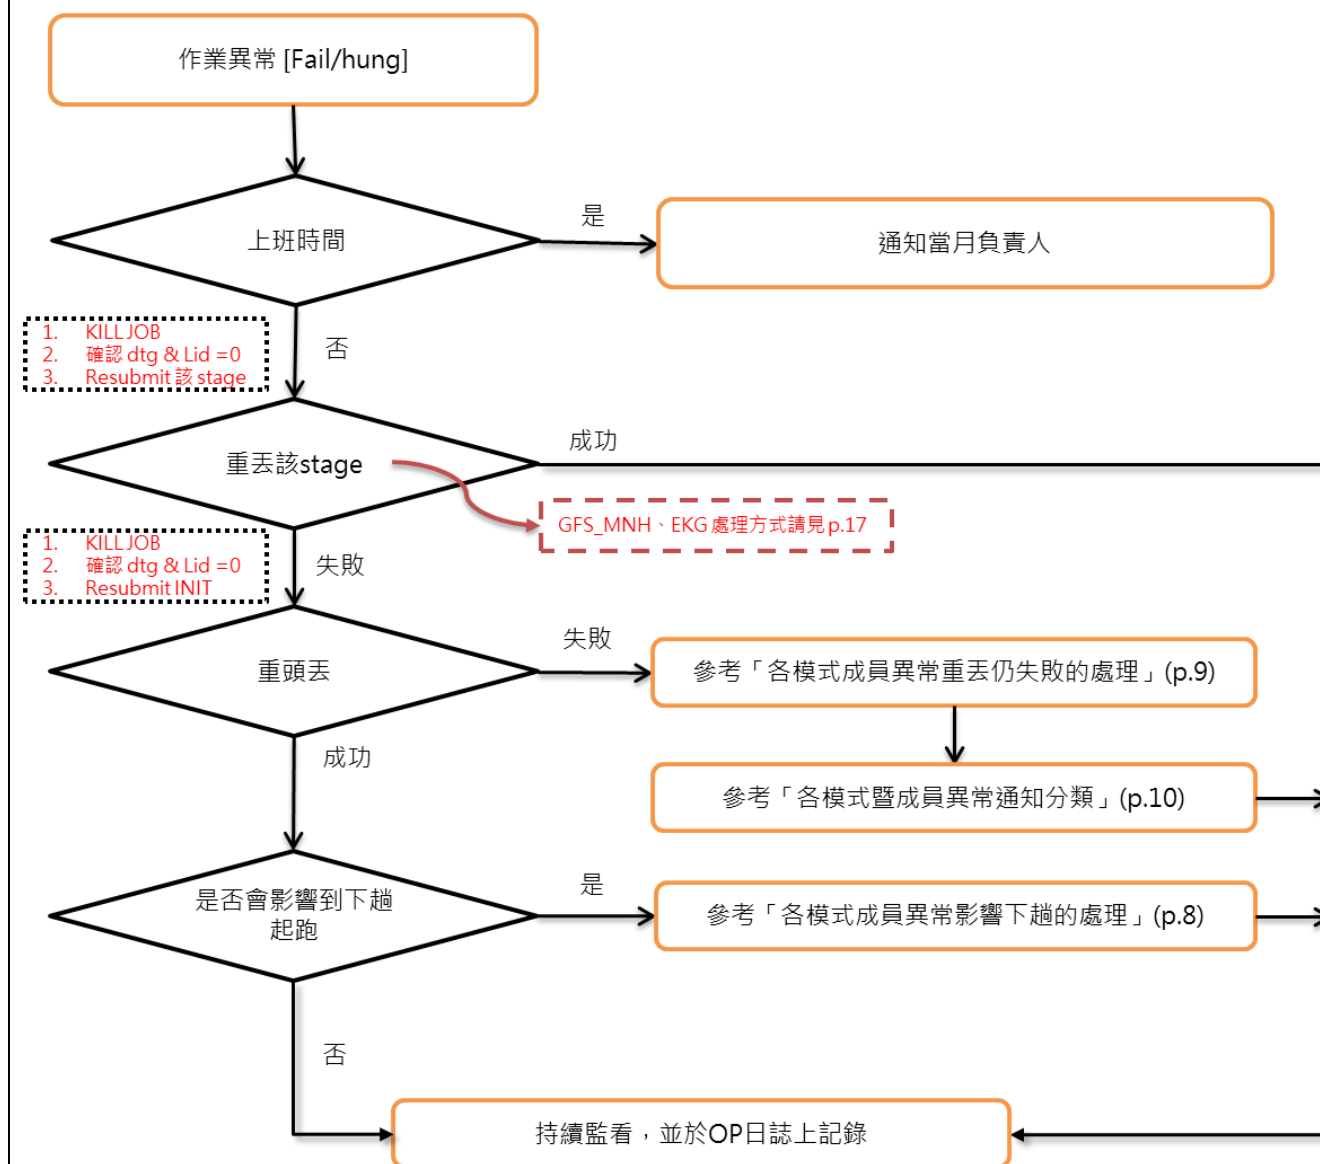 作業異常 [Fail/hung]
上班時間
是
通知當月負責人
1. KILL JOB
2. 確認 dtg & Lid =0
3. Resubmit 該 stage
否
重丟該stage
成功
GFS_MNH、EKG 處理方式請見 p.17
1. KILL JOB
2. 確認 dtg & Lid =0
3. Resubmit INIT
失敗
重頭丟
失敗
參考「各模式成員異常重丟仍失敗的處理」(p.9)
成功
參考「各模式暨成員異常通知分類」(p.10)
是否會影響到下趟
起跑
是
參考「各模式成員異常影響下趟的處理」(p.8)
否
持續監看，並於OP日誌上記錄